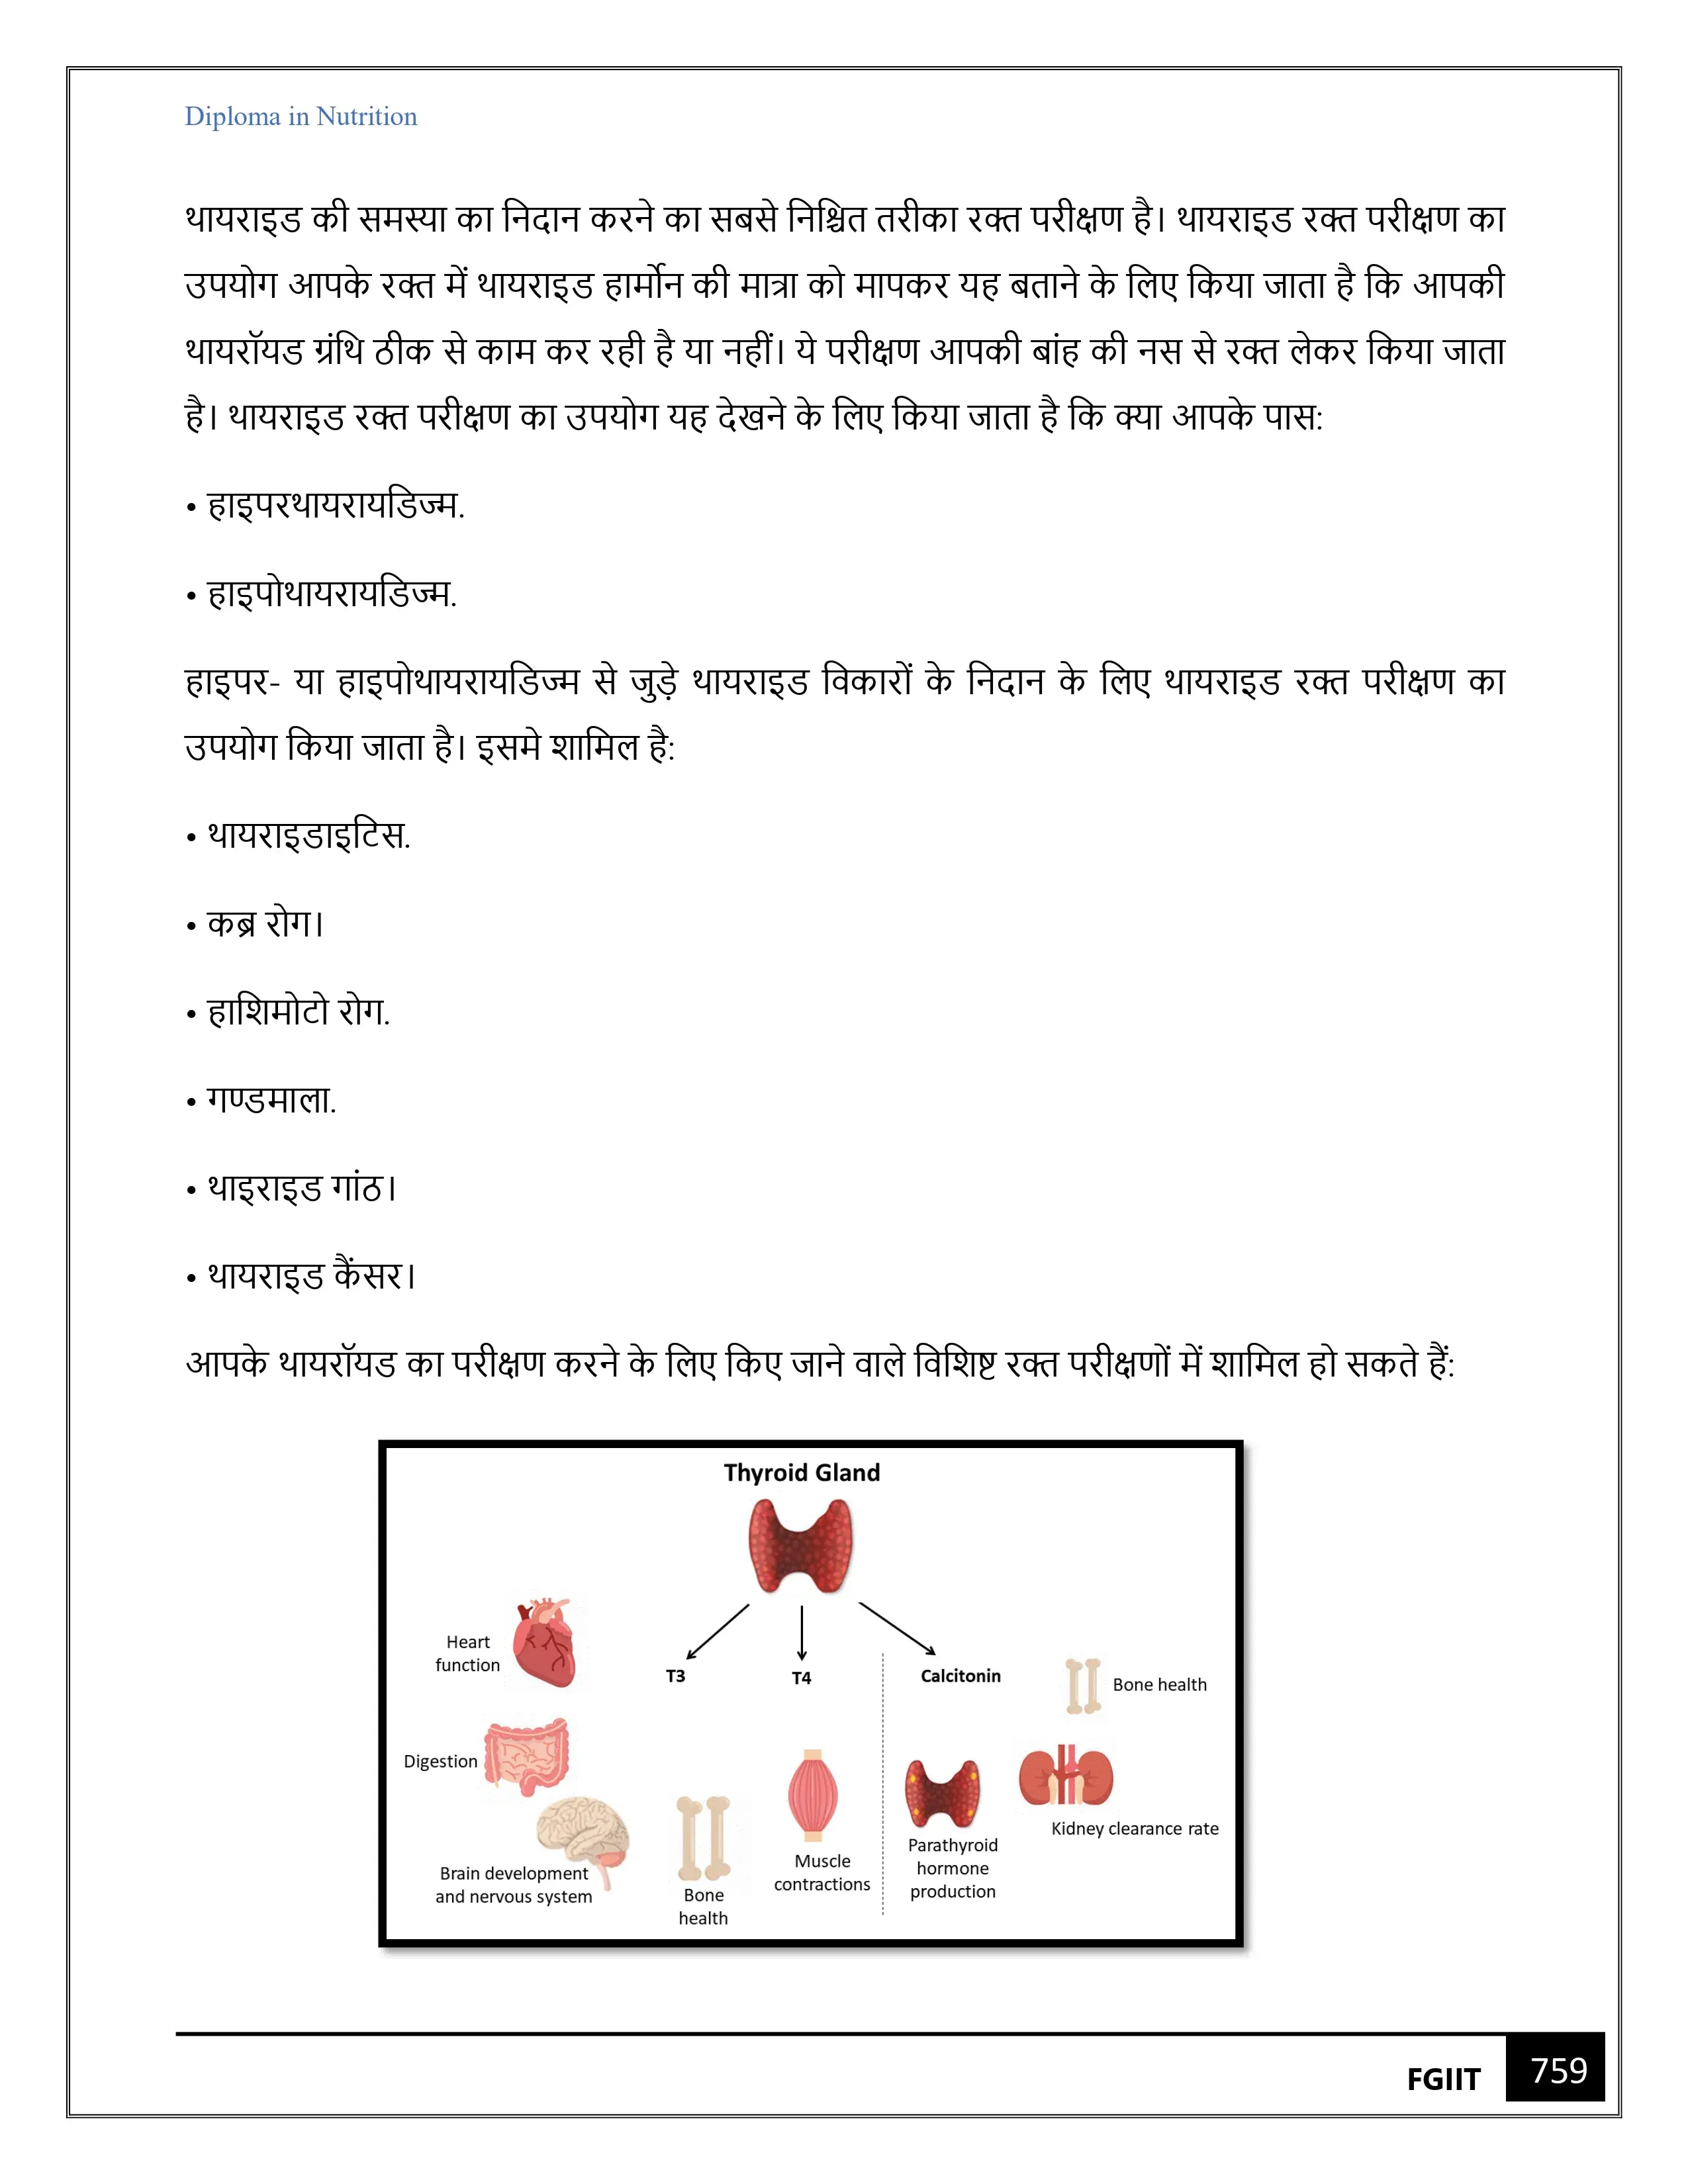 Diploma in Nutrition
थायराइड की समस्या का निदान करने का सबसे निश्चित तरीका रक्त परीक्षण है। थायराइड रक्त परीक्षण का
उपयोग आपके रक्त में थायराइड हार्मोन की मात्रा को मापकर यह बताने के लिए किया जाता है कि आपकी
थायरॉयड ग्रंथि ठीक से काम कर रही है या नहीं। ये परीक्षण आपकी बांह की नस से रक्त लेकर किया जाता
है। थायराइड रक्त परीक्षण का उपयोग यह देखने के लिए किया जाता है कि क्या आपके पास:
• हाइपरथायरायडिज्म.
• हाइपोथायरायडिज्म.
हाइपर- या हाइपोथायरायडिज्म से जुड़े थायराइड विकारों के निदान के लिए थायराइड रक्त परीक्षण का
उपयोग किया जाता है। इसमे शामिल है:
• थायराइडाइटिस.
• कब्र रोग।
• हाशिमोटो रोग.
• गण्डमाला.
• थाइराइड गांठ।
• थायराइड कैंसर।
आपके थायरॉयड का परीक्षण करने के लिए किए जाने वाले विशिष्ट रक्त परीक्षणों में शामिल हो सकते हैं:
Thyroid Gland
Heart
function
T3
T4
Calcitonin
Bone health
Digestion
Kidney clearance rate
Parathyroid
hormone
production
Muscle
contractions
Brain development
and nervous system
Bone
health
FGIIT 759